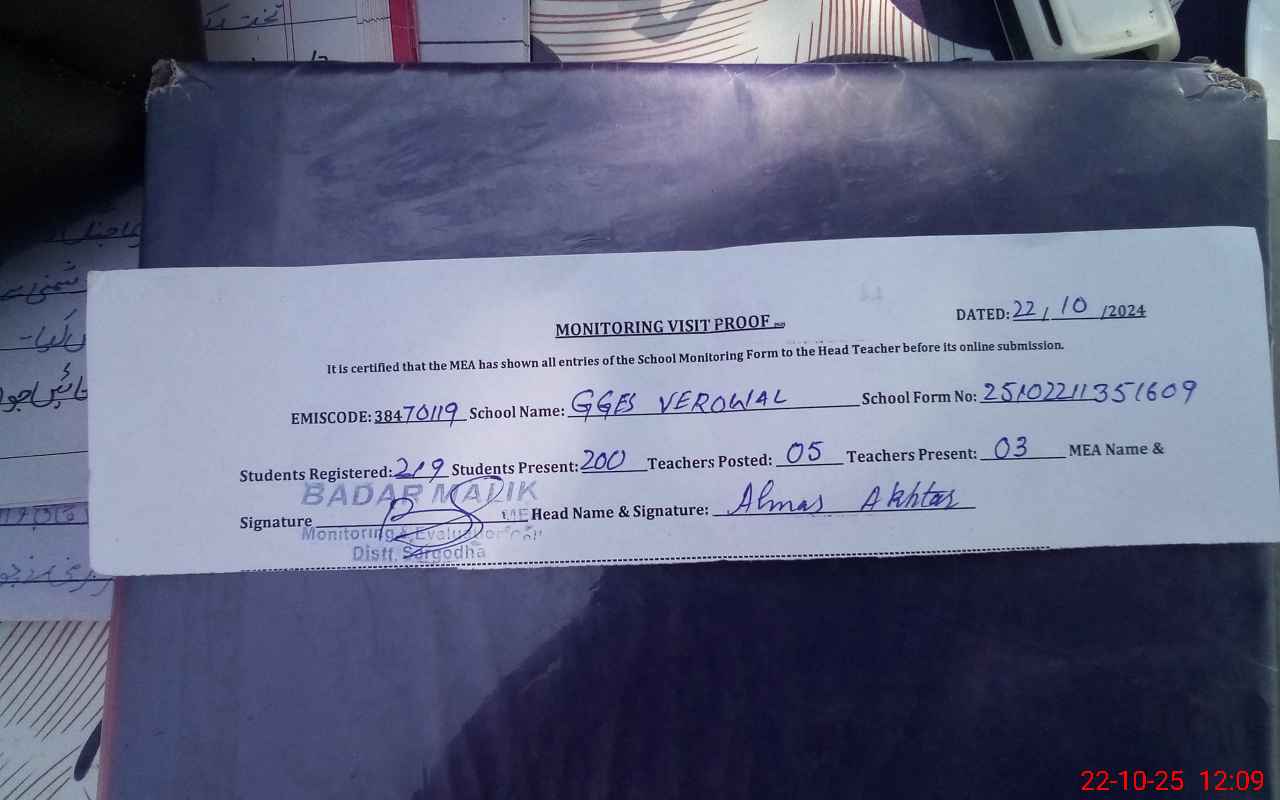 MONITORING VISIT PROOF
DATED: 22 / 10 /2024
It is certified that the MEA has shown all entries of the School Monitoring Form to the Head Teacher before its online submission.
EMISCODE: 38470119 School Name: GGES VEROWAL School Form No: 25102211351609
Students Registered: 219 Students Present: 200 Teachers Posted: 05 Teachers Present: 03 MEA Name &
BADAR MALIK
Signature Head Name & Signature: Almas Akhtar
Monitoring & Evaluation
Distt. Sargodha
22-10-25 12:09